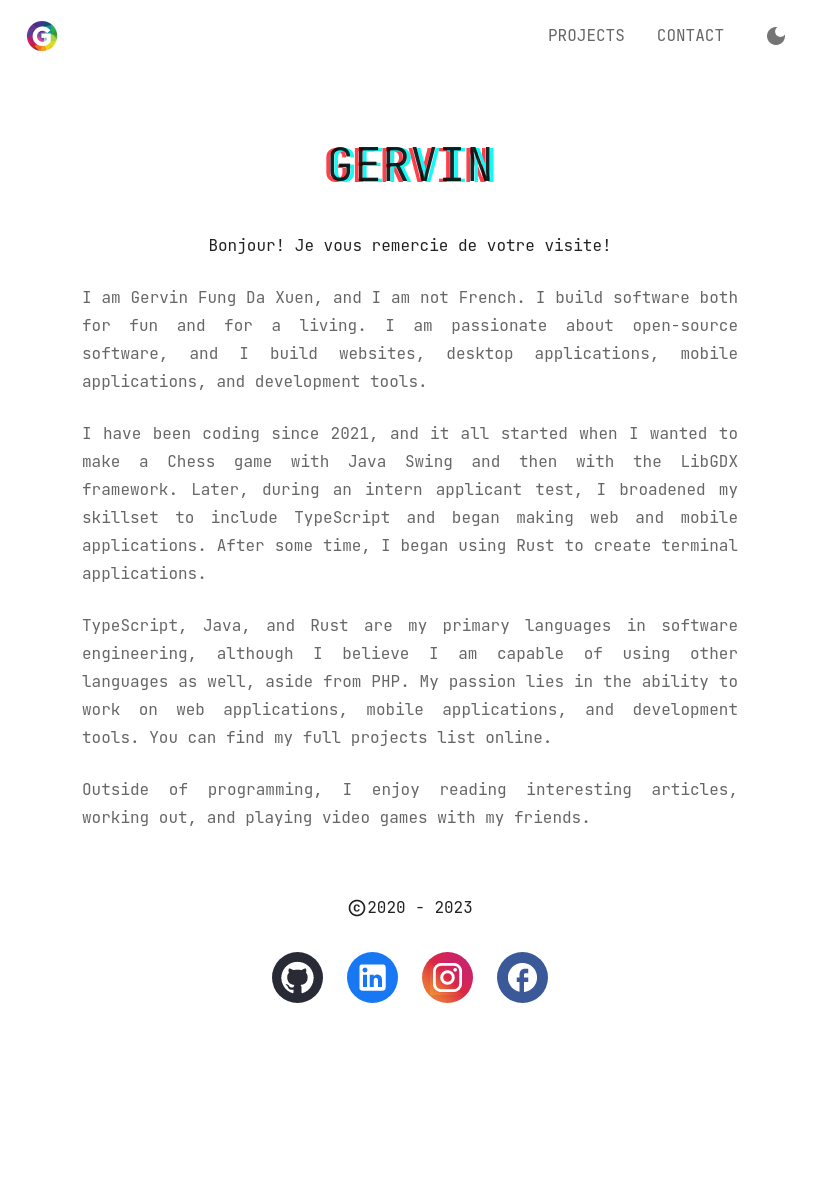 G
PROJECTS CONTACT
GERVIN
Bonjour! Je vous remercie de votre visite!
I am Gervin Fung Da Xuen, and I am not French. I build software both
for fun and for a living. I am passionate about open-source
software, and I build websites, desktop applications, mobile
applications, and development tools.
I have been coding since 2021, and it all started when I wanted to
make a Chess game with Java Swing and then with the LibGDX
framework. Later, during an intern applicant test, I broadened my
skillset to include TypeScript and began making web and mobile
applications. After some time, I began using Rust to create terminal
applications.
TypeScript, Java, and Rust are my primary languages in software
engineering, although I believe I am capable of using other
languages as well, aside from PHP. My passion lies in the ability to
work on web applications, mobile applications, and development
tools. You can find my full projects list online.
Outside of programming, I enjoy reading interesting articles,
working out, and playing video games with my friends.
©2020 - 2023